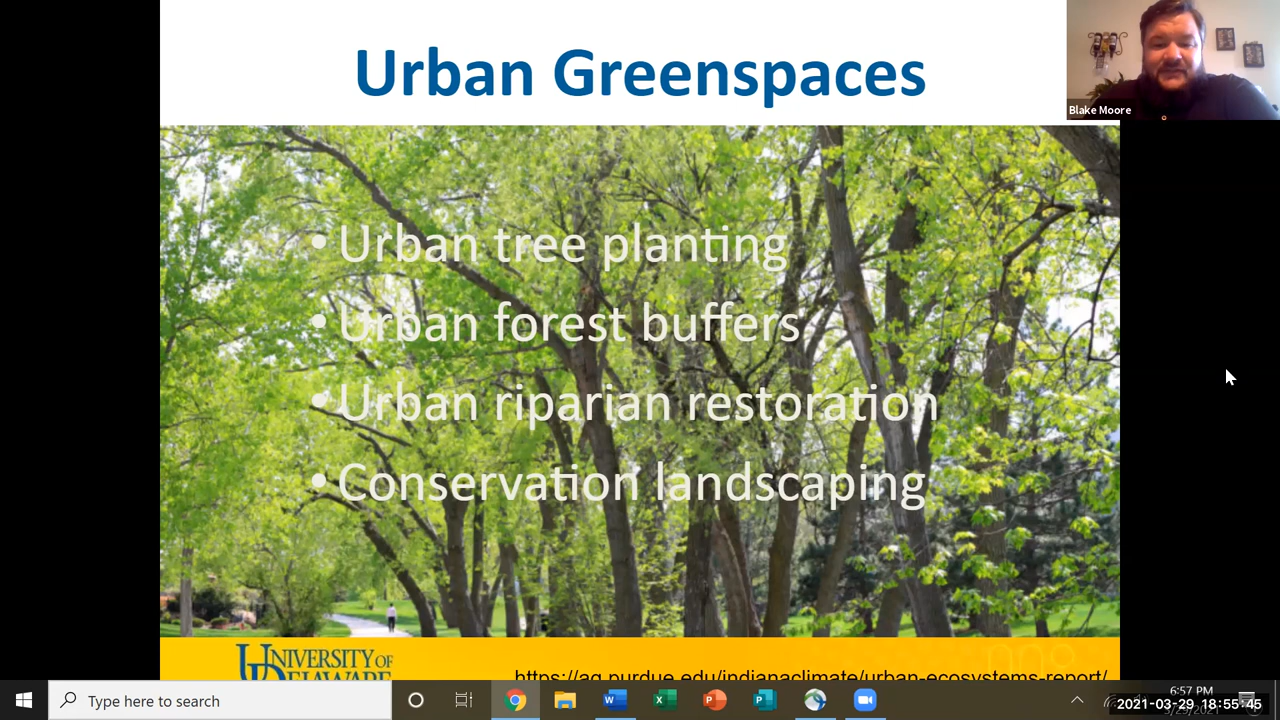 Urban Greenspaces
Blake Moore
• Urban tree planting
• Urban forest buffers
• Urban riparian restoration
• Conservation landscaping
UNIVERSITY OF
DELAWARE
https://ag.purdue.edu/indianaclimate/urban-ecosystems-report/
Type here to search
6:57 PM
2021-03-29 18:55:45